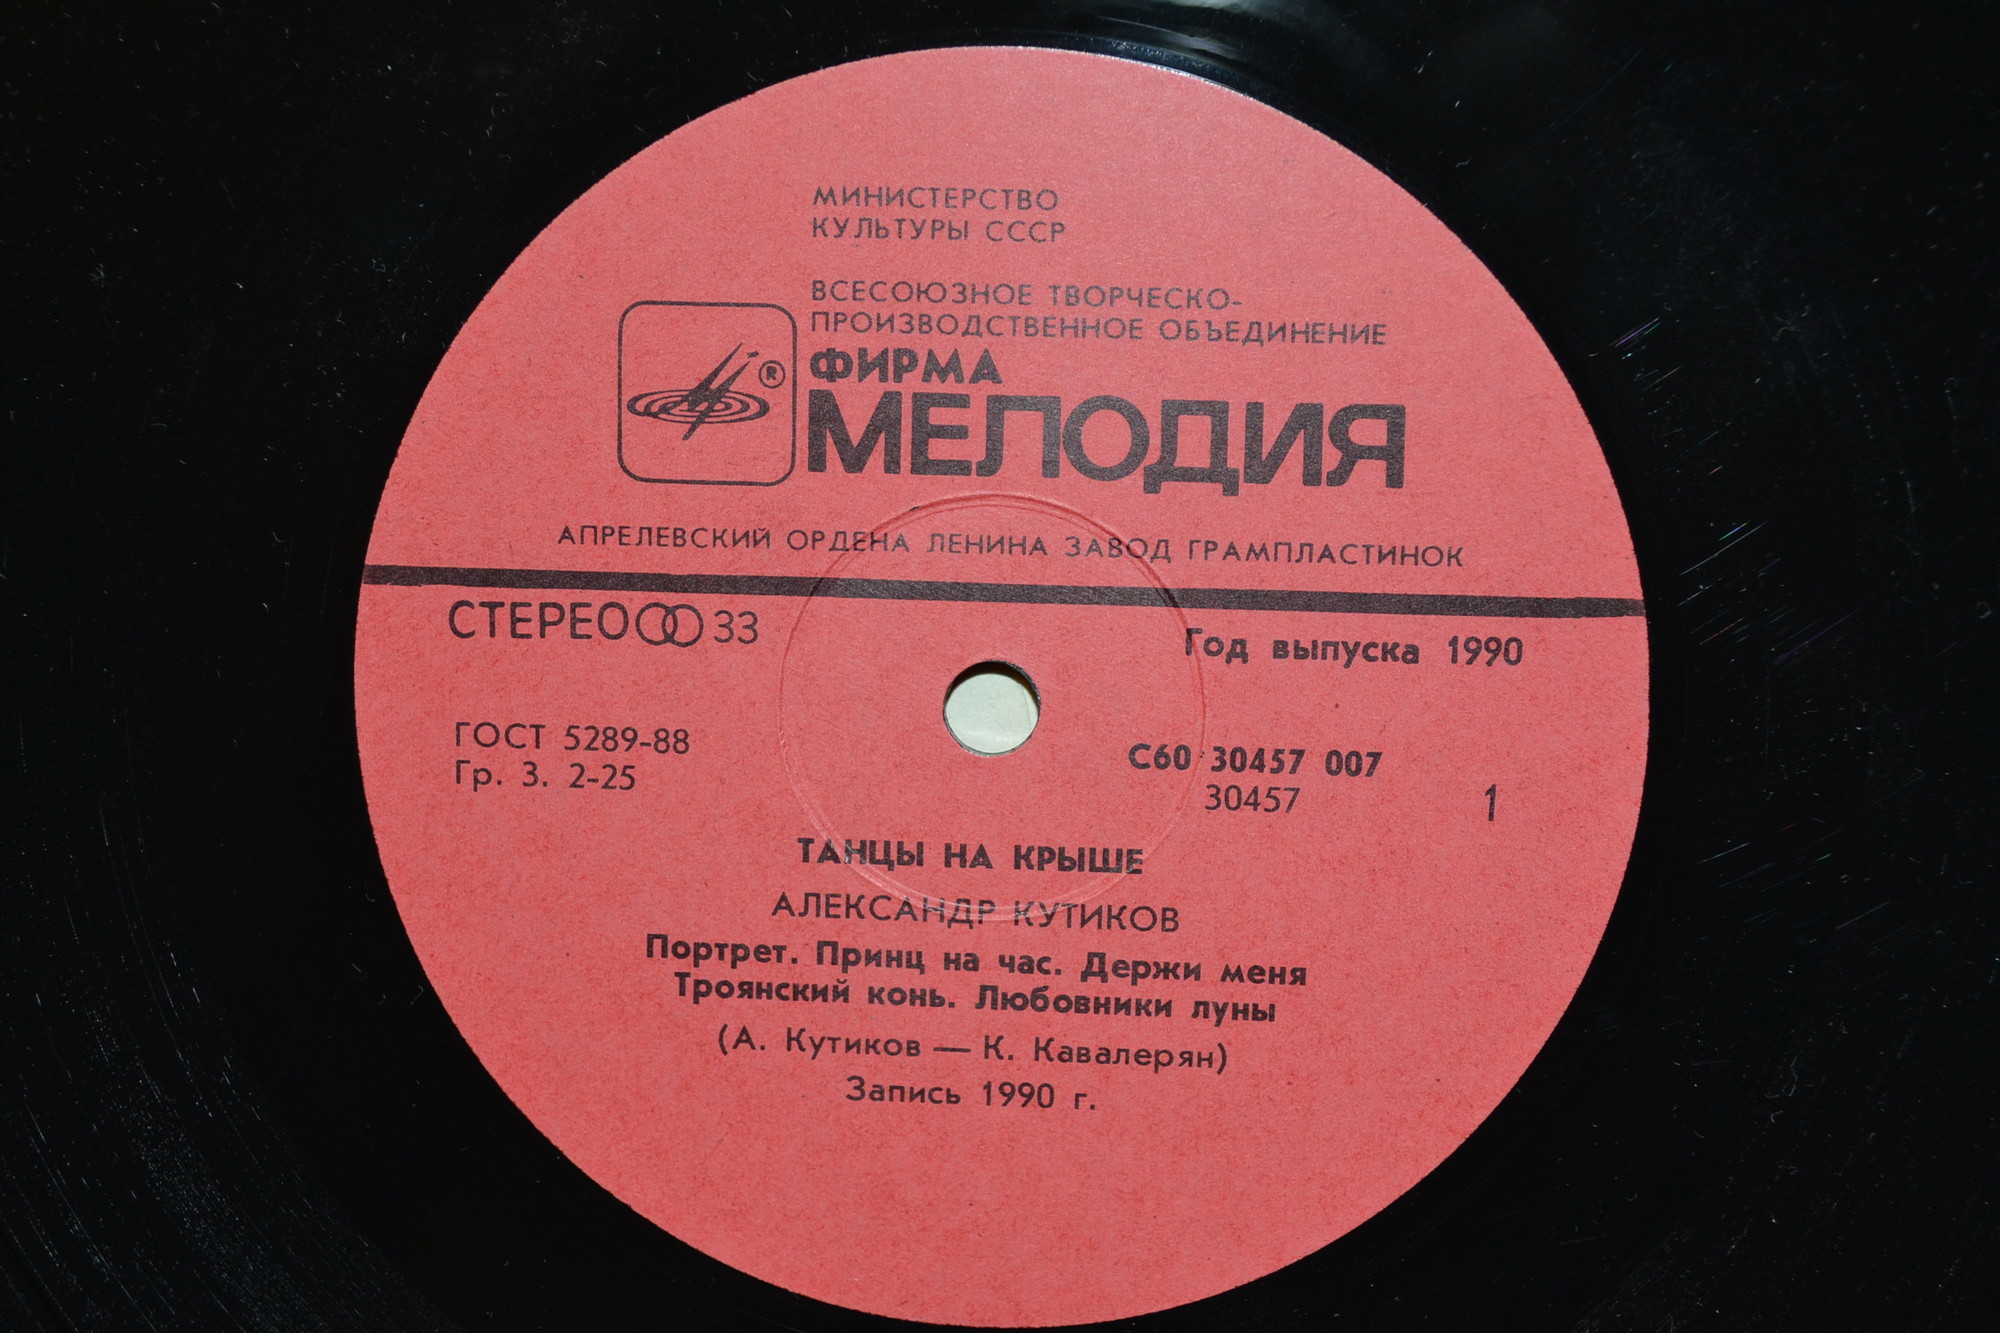 МИНИСТЕРСТВО
КУЛЬТУРЫ СССР
ВСЕСОЮЗНОЕ ТВОРЧЕСКО-
ПРОИЗВОДСТВЕННОЕ ОБЪЕДИНЕНИЕ
®
ФИРМА
МЕЛОДИЯ
АПРЕЛЕВСКИЙ ОРДЕНА ЛЕНИНА ЗАВОД ГРАМПЛАСТИНОК
СТЕРЕО 33
Год выпуска 1990
ГОСТ 5289-88
Гр. 3. 2-25
С60 30457 007
30457
1
ТАНЦЫ НА КРЫШЕ
АЛЕКСАНДР КУТИКОВ
Портрет. Принц на час. Держи меня
Троянский конь. Любовники луны
(А. Кутиков — К. Кавалерян)
Запись 1990 г.